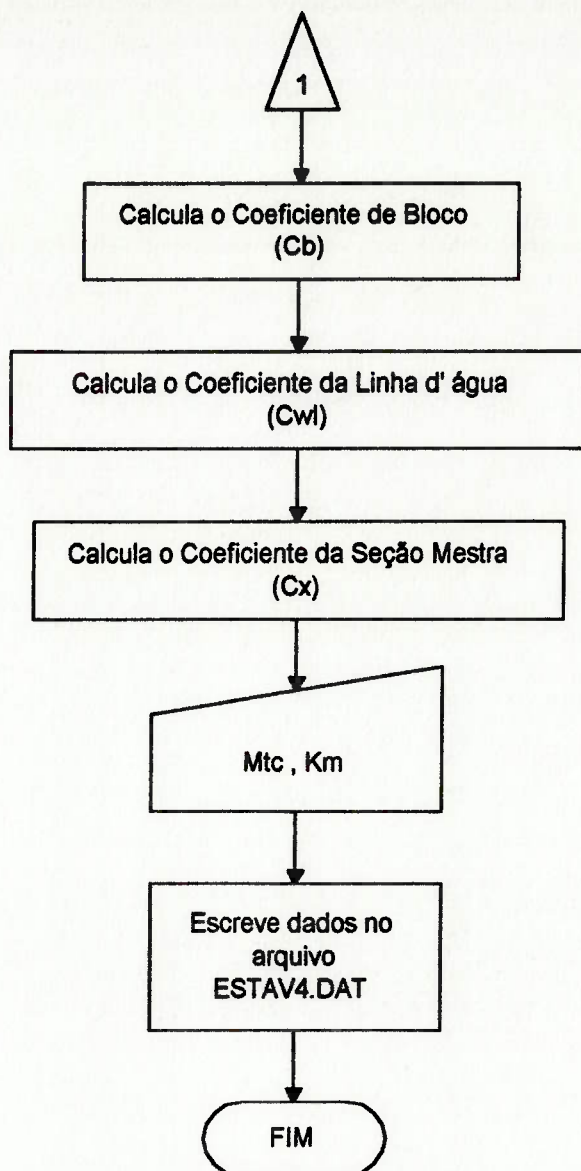 1
Calcula o Coeficiente de Bloco
(Cb)
Calcula o Coeficiente da Linha d' água
(Cwl)
Calcula o Coeficiente da Seção Mestra
(Cx)
Mtc , Km
Escreve dados no
arquivo
ESTAV4.DAT
FIM